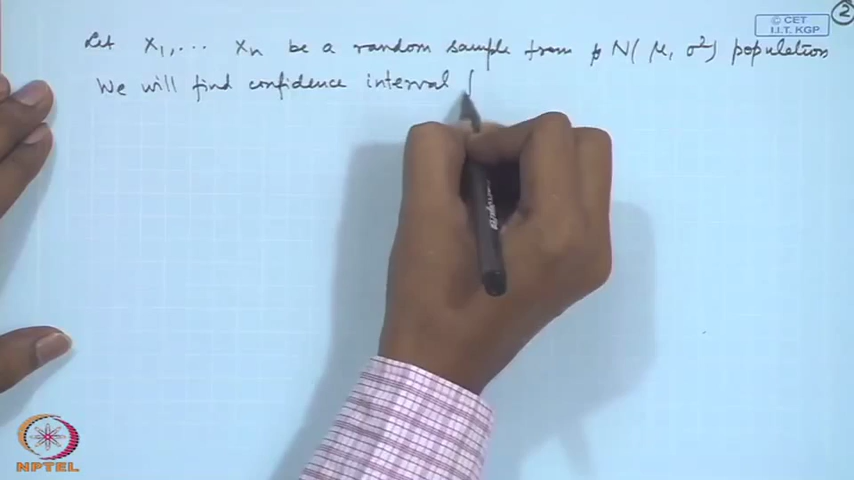 Let X₁, ... Xₙ be a random sample from N(μ, σ²) population
We will find confidence interval
© CET
I.I.T. KGP
2
NPTEL